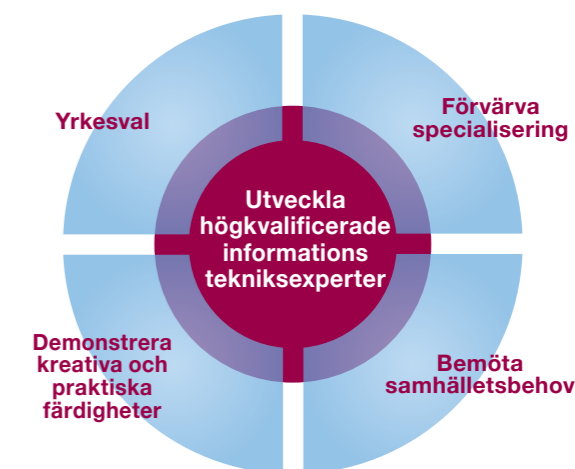 Yrkesval
Förvärva
specialisering
Utveckla
högkvalificerade
informations
tekniksexperter
Demonstrera
kreativa och
praktiska
färdigheter
Bemöta
samhälletsbehov